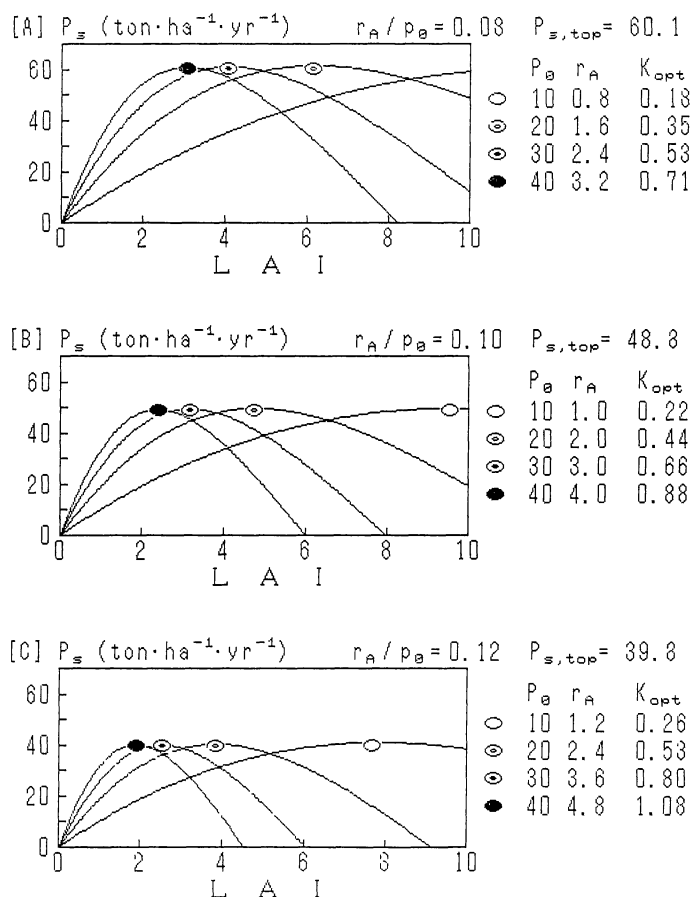 [A] Pₛ (ton·ha⁻¹·yr⁻¹) r_A / p₀ = 0.08 Pₛ,ₜₒₚ= 60.1
P₀ r_A K_opt
60
10 0.8 0.18
20 1.6 0.35
40
30 2.4 0.53
40 3.2 0.71
20
0
0 2 4 6 8 10
L A I
[B] Pₛ (ton·ha⁻¹·yr⁻¹) r_A / p₀ = 0.10 Pₛ,ₜₒₚ= 48.8
P₀ r_A K_opt
60
10 1.0 0.22
20 2.0 0.44
40
30 3.0 0.66
40 4.0 0.88
20
0
0 2 4 6 8 10
L A I
[C] Pₛ (ton·ha⁻¹·yr⁻¹) r_A / p₀ = 0.12 Pₛ,ₜₒₚ= 39.8
P₀ r_A K_opt
60
10 1.2 0.26
20 2.4 0.53
40
30 3.6 0.80
40 4.8 1.08
20
0
0 2 4 6 8 10
L A I